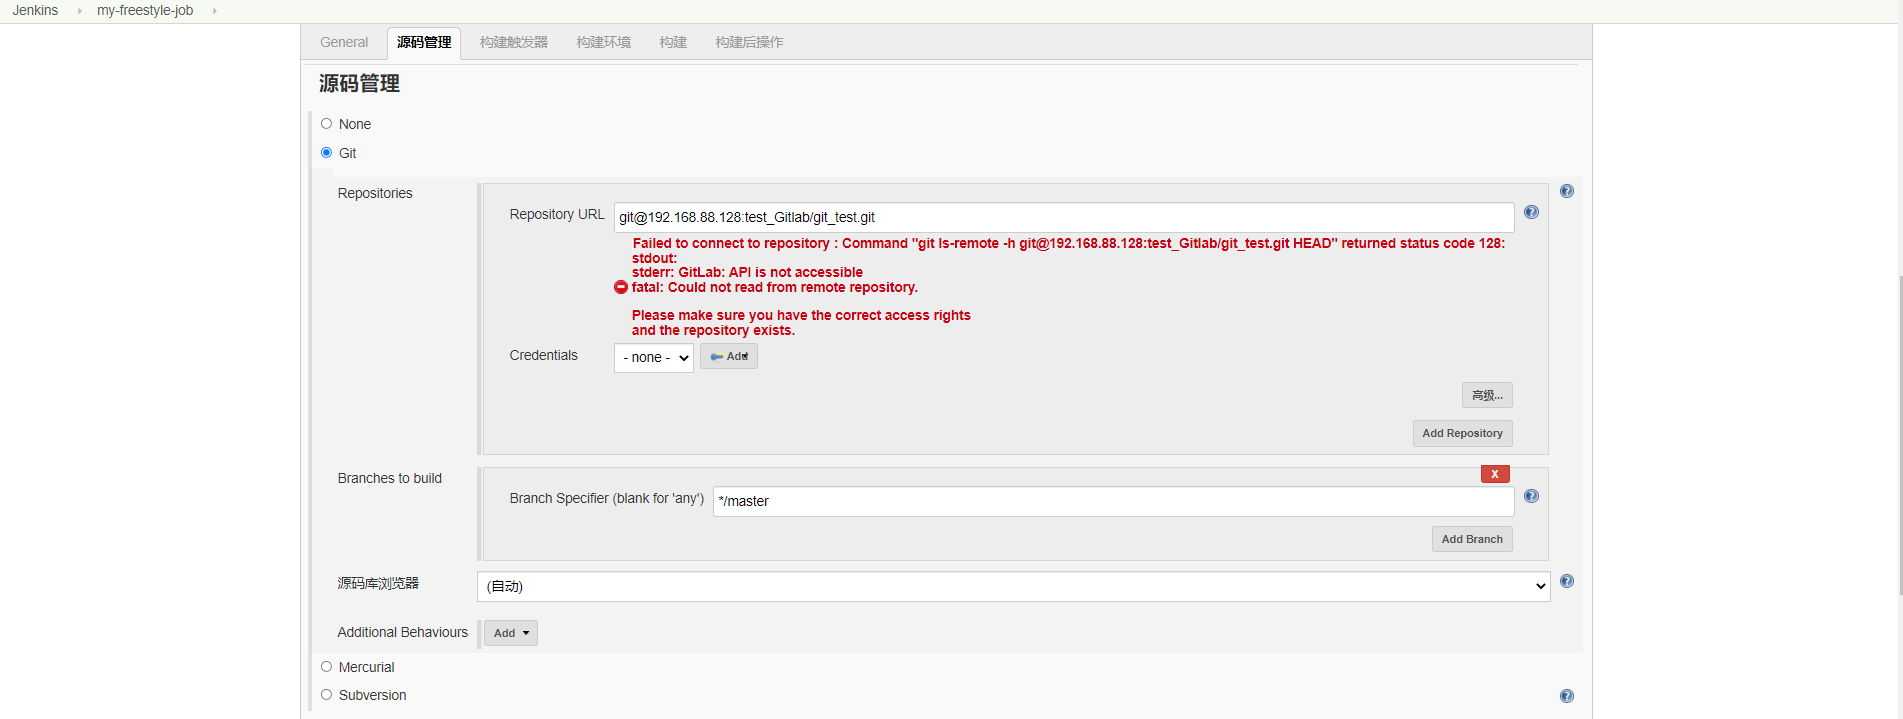 Jenkins my-freestyle-job
General 源码管理 构建触发器 构建环境 构建 构建后操作
源码管理
None
Git
Repositories
Repository URL git@192.168.88.128:test_Gitlab/git_test.git
Failed to connect to repository : Command "git ls-remote -h git@192.168.88.128:test_Gitlab/git_test.git HEAD" returned status code 128:
stdout:
stderr: GitLab: API is not accessible
fatal: Could not read from remote repository.
Please make sure you have the correct access rights
and the repository exists.
Credentials - none - Add
高级...
Add Repository
Branches to build
X
Branch Specifier (blank for 'any') */master
Add Branch
源码库浏览器 (自动)
Additional Behaviours Add
Mercurial
Subversion